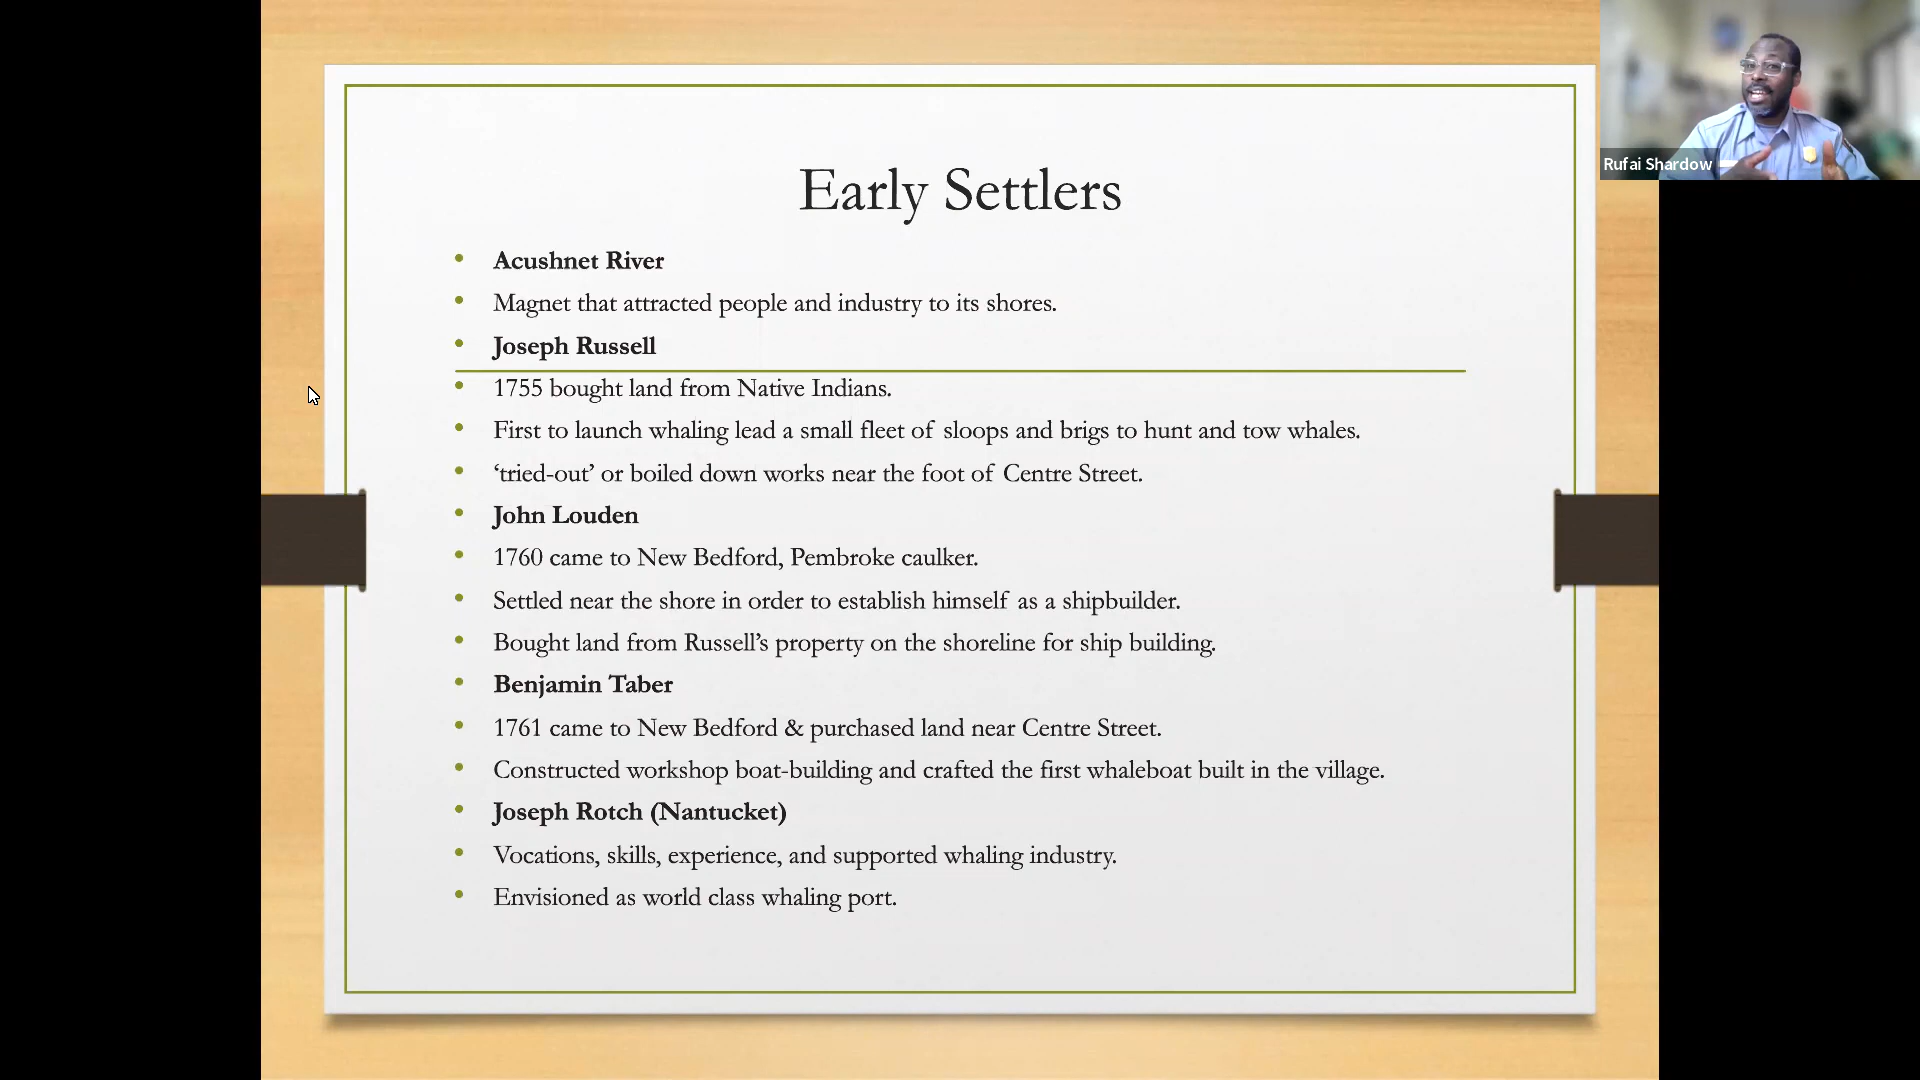 Early Settlers
Acushnet River
Magnet that attracted people and industry to its shores.
Joseph Russell
1755 bought land from Native Indians.
First to launch whaling lead a small fleet of sloops and brigs to hunt and tow whales.
‘tried-out’ or boiled down works near the foot of Centre Street.
John Louden
1760 came to New Bedford, Pembroke caulker.
Settled near the shore in order to establish himself as a shipbuilder.
Bought land from Russell’s property on the shoreline for ship building.
Benjamin Taber
1761 came to New Bedford & purchased land near Centre Street.
Constructed workshop boat-building and crafted the first whaleboat built in the village.
Joseph Rotch (Nantucket)
Vocations, skills, experience, and supported whaling industry.
Envisioned as world class whaling port.
Rufai Shardow